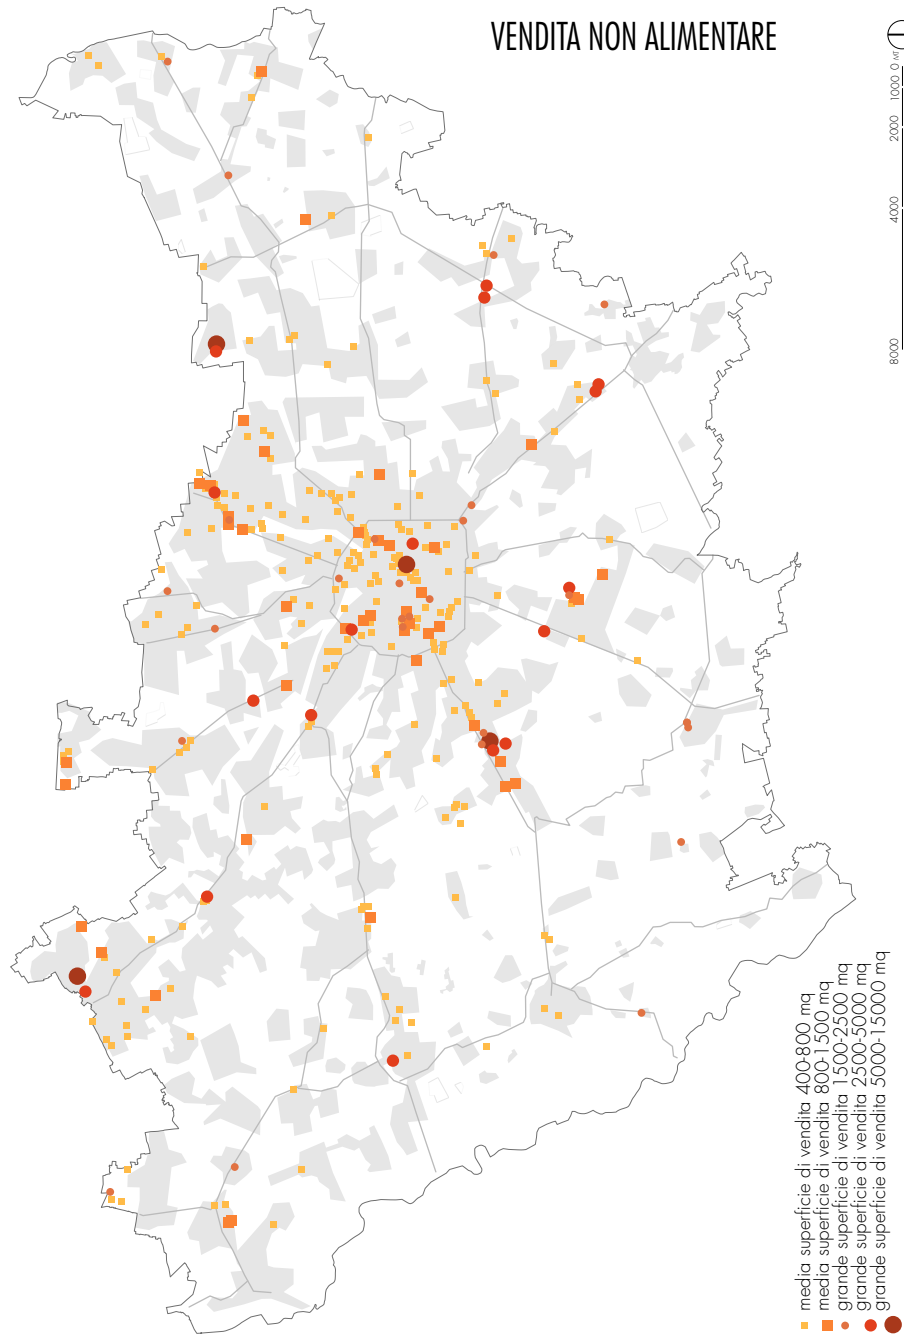 VENDITA NON ALIMENTARE
MT
0
1000
2000
4000
8000
media superficie di vendita 400-800 mq
media superficie di vendita 800-1500 mq
grande superficie di vendita 1500-2500 mq
grande superficie di vendita 2500-5000 mq
grande superficie di vendita 5000-15000 mq